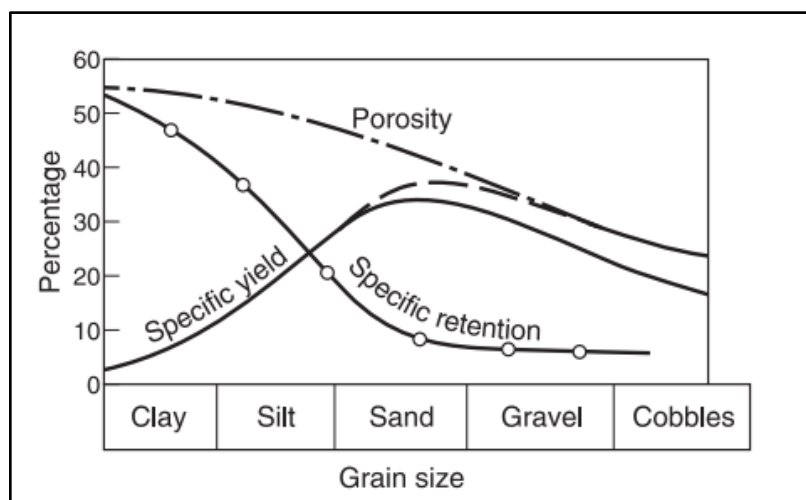 60
50
40
30
20
10
0
Percentage
Porosity
Specific yield
Specific retention
Clay Silt Sand Gravel Cobbles
Grain size